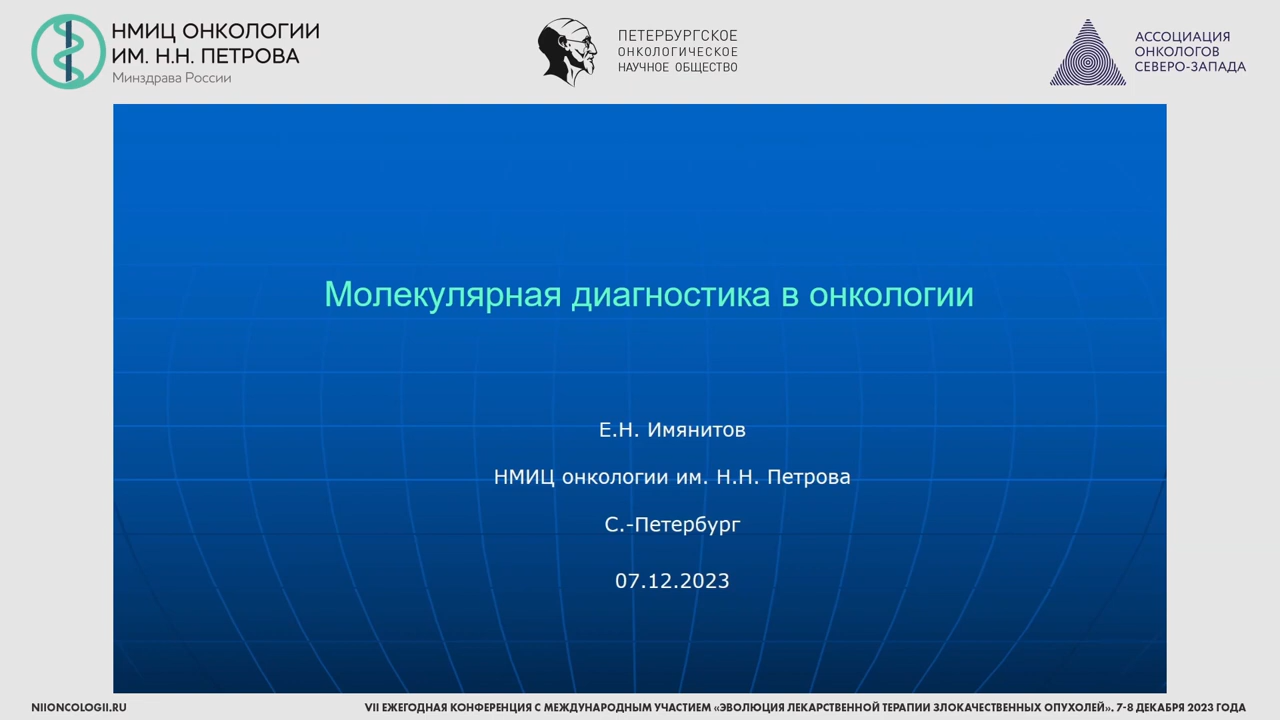 НМИЦ ОНКОЛОГИИ
ИМ. Н.Н. ПЕТРОВА
Минздрава России
ПЕТЕРБУРГСКОЕ
ОНКОЛОГИЧЕСКОЕ
НАУЧНОЕ ОБЩЕСТВО
АССОЦИАЦИЯ
ОНКОЛОГОВ
СЕВЕРО-ЗАПАДА
Молекулярная диагностика в онкологии
Е.Н. Имянитов
НМИЦ онкологии им. Н.Н. Петрова
С.-Петербург
07.12.2023
NIIONCOLOGII.RU
VII ЕЖЕГОДНАЯ КОНФЕРЕНЦИЯ С МЕЖДУНАРОДНЫМ УЧАСТИЕМ «ЭВОЛЮЦИЯ ЛЕКАРСТВЕННОЙ ТЕРАПИИ ЗЛОКАЧЕСТВЕННЫХ ОПУХОЛЕЙ». 7-8 ДЕКАБРЯ 2023 ГОДА